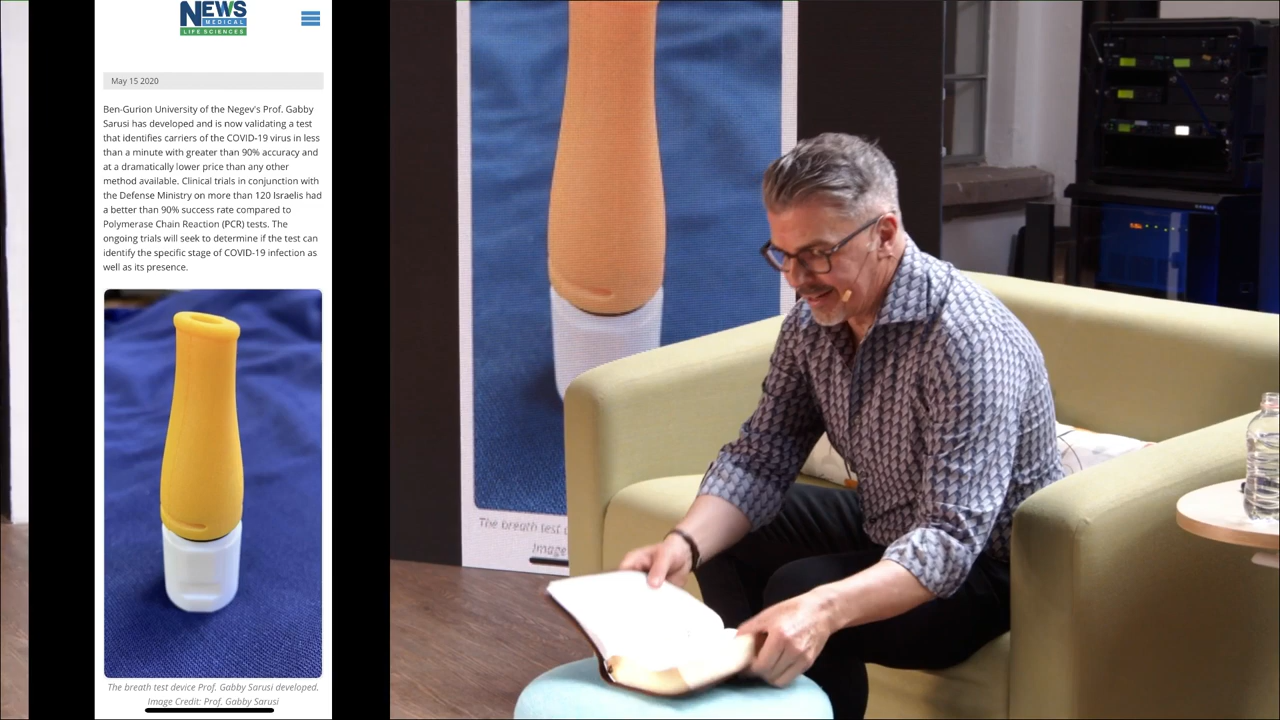 NEWS
MEDICAL
LIFE SCIENCES
May 15 2020
Ben-Gurion University of the Negev's Prof. Gabby
Sarusi has developed and is now validating a test
that identifies carriers of the COVID-19 virus in less
than a minute with greater than 90% accuracy and
at a dramatically lower price than any other
method available. Clinical trials in conjunction with
the Defense Ministry on more than 120 Israelis had
a better than 90% success rate compared to
Polymerase Chain Reaction (PCR) tests. The
ongoing trials will seek to determine if the test can
identify the specific stage of COVID-19 infection as
well as its presence.
The breath test device Prof. Gabby Sarusi developed.
Image Credit: Prof. Gabby Sarusi
The breath test
Image